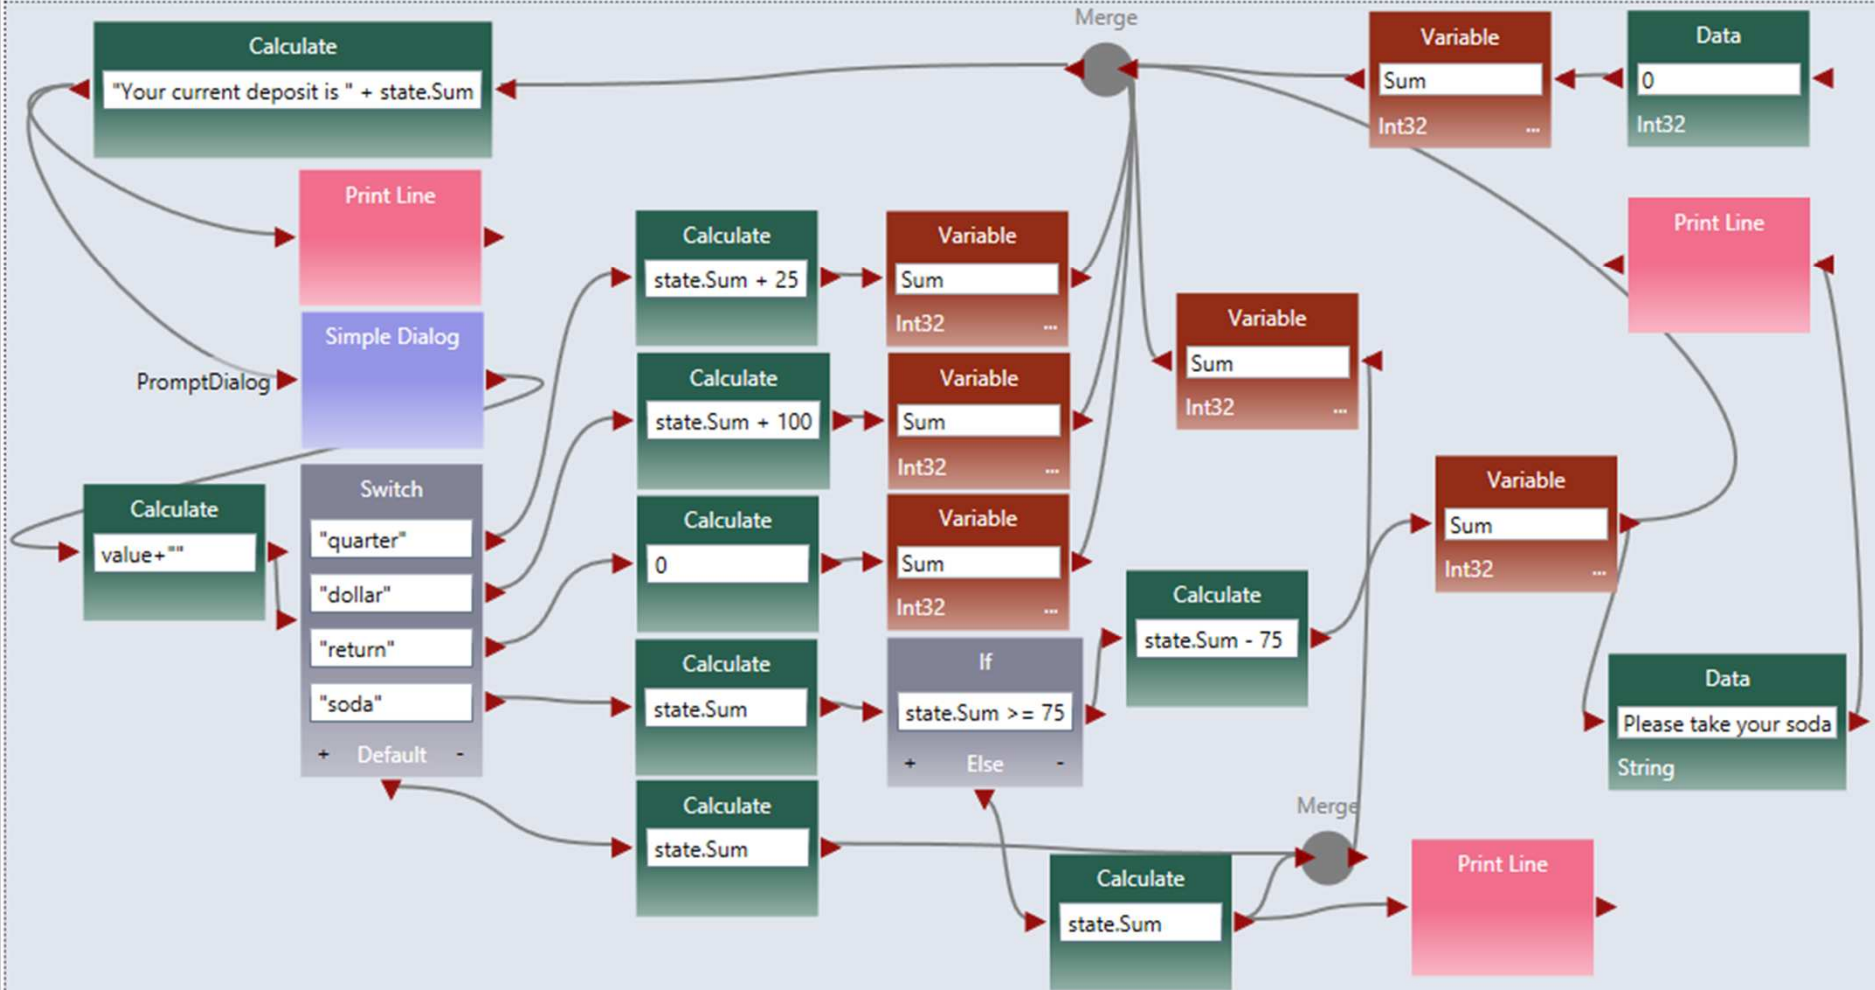 Merge
Calculate
"Your current deposit is " + state.Sum
Variable
Sum
Int32
...
Data
0
Int32
Print Line
Simple Dialog
PromptDialog
Calculate
value+""
Switch
"quarter"
"dollar"
"return"
"soda"
+ Default -
Calculate
state.Sum + 25
Variable
Sum
Int32
...
Calculate
state.Sum + 100
Variable
Sum
Int32
...
Calculate
0
Variable
Sum
Int32
...
Calculate
state.Sum
If
state.Sum >= 75
+ Else -
Calculate
state.Sum
Variable
Sum
Int32
...
Calculate
state.Sum - 75
Variable
Sum
Int32
...
Print Line
Data
Please take your soda
String
Merge
Calculate
state.Sum
Print Line